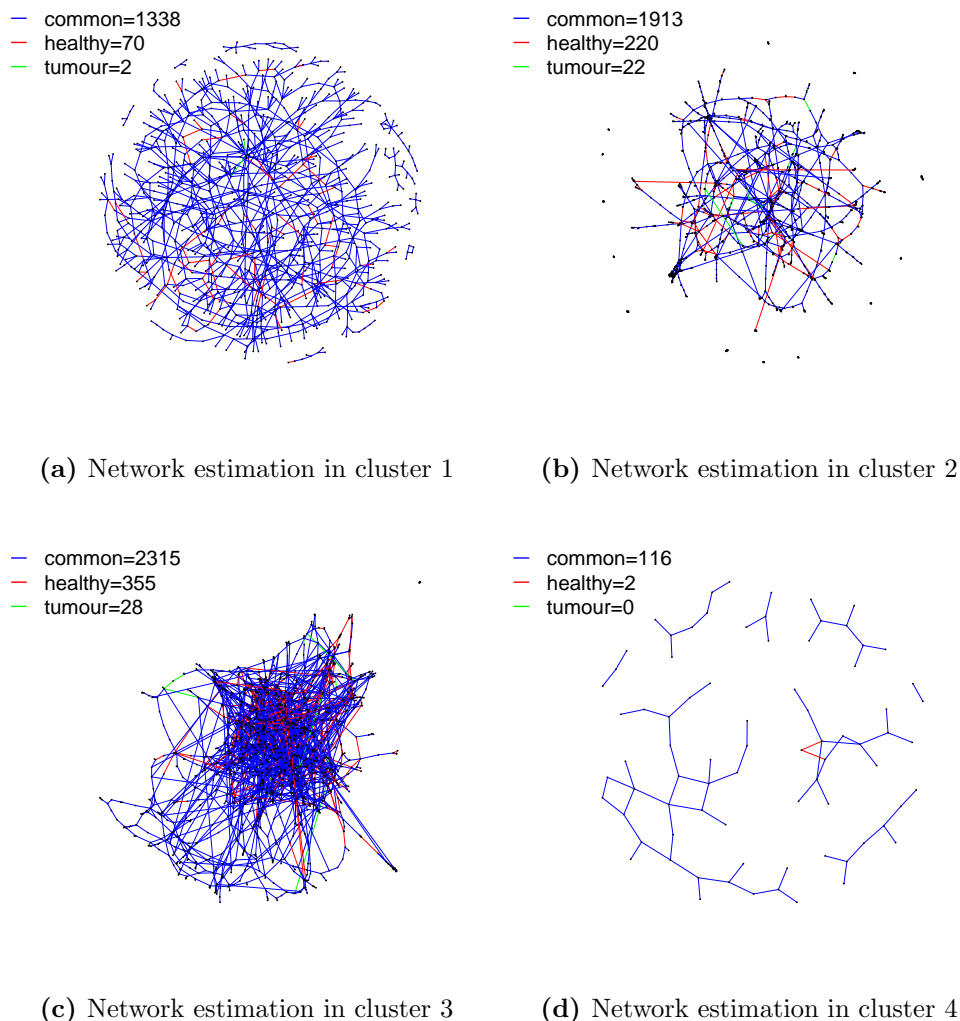 common=1338
healthy=70
tumour=2
common=1913
healthy=220
tumour=22
(a) Network estimation in cluster 1
(b) Network estimation in cluster 2
common=2315
healthy=355
tumour=28
common=116
healthy=2
tumour=0
(c) Network estimation in cluster 3
(d) Network estimation in cluster 4